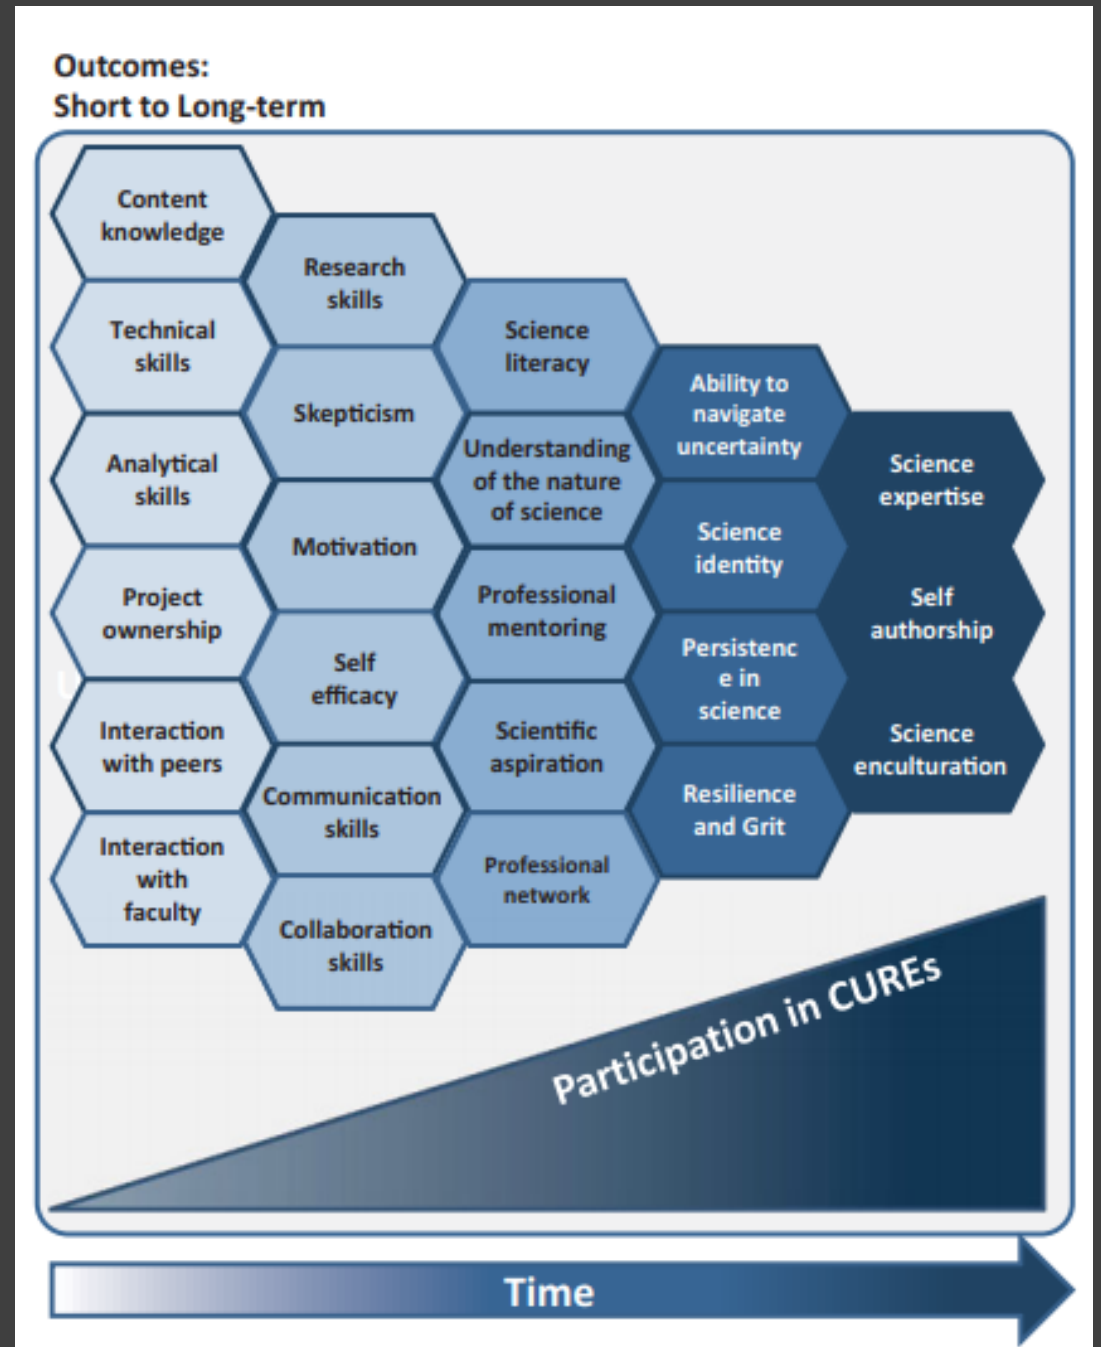 Outcomes:
Short to Long-term
Content
knowledge
Technical
skills
Analytical
skills
Project
ownership
Interaction
with peers
Interaction
with
faculty
Research
skills
Skepticism
Motivation
Self
efficacy
Communication
skills
Collaboration
skills
Science
literacy
Understanding
of the nature
of science
Professional
mentoring
Scientific
aspiration
Professional
network
Ability to
navigate
uncertainty
Science
identity
Persistenc
e in
science
Resilience
and Grit
Science
expertise
Self
authorship
Science
enculturation
Participation in CUREs
Time